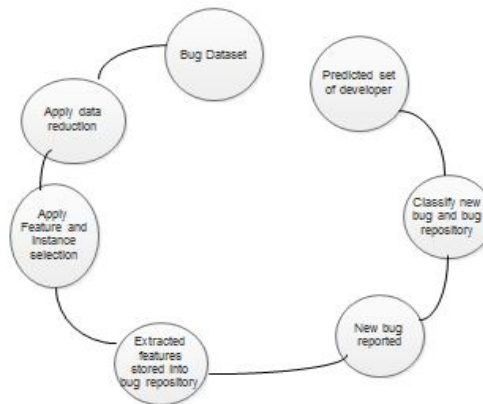 Bug Dataset
Predicted set
of developer
Apply data
reduction
Apply
Feature and
Instance
selection
Classify new
bug and bug
repository
New bug
reported
Extracted
features
stored into
bug repository